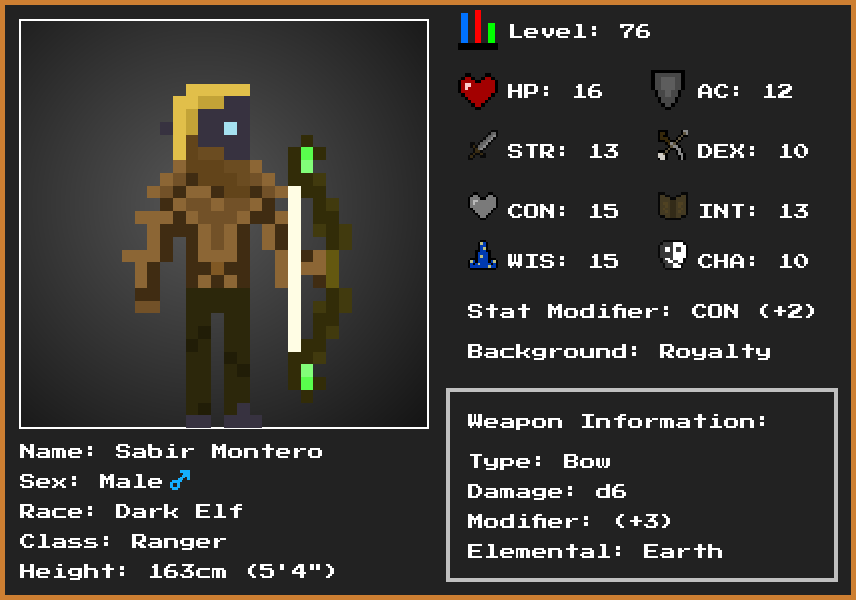 Level: 76
HP: 16 AC: 12
STR: 13 DEX: 10
CON: 15 INT: 13
WIS: 15 CHA: 10
Stat Modifier: CON (+2)
Background: Royalty
Weapon Information:
Type: Bow
Damage: d6
Modifier: (+3)
Elemental: Earth
Name: Sabir Montero
Sex: Male♂
Race: Dark Elf
Class: Ranger
Height: 163cm (5'4")